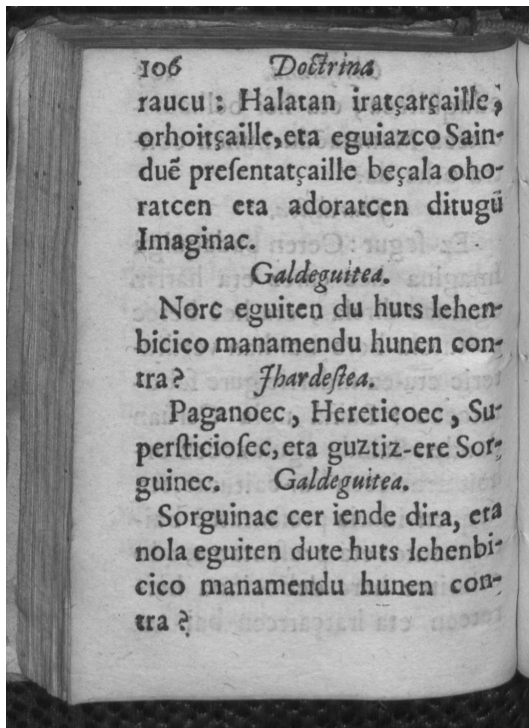 106 Doctrina
raucu : Halatan iratçarçaille,
orhoitçaille, eta eguiazco Sain-
duẽ preſentatçaille beçala oho-
ratcen eta adoratcen ditugũ
Imaginac.
Galdeguitea.
Norc eguiten du huts lehen-
bicico manamendu hunen con-
tra? Jhardeſtea.
Paganoec, Hereticoec, Su-
perſticioſec, eta guztiz-ere Sor-
guinec. Galdeguitea.
Sorguinac cer iende dira, eta
nola eguiten dute huts lehenbi-
cico manamendu hunen con-
tra?